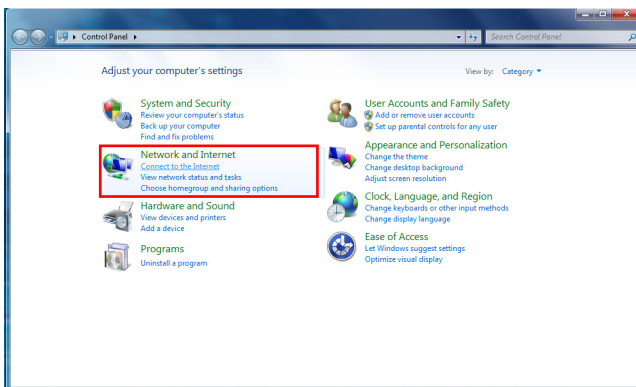 Control Panel
Search Control Panel
Adjust your computer's settings
View by: Category
System and Security
Review your computer's status
Back up your computer
Find and fix problems
Network and Internet
Connect to the Internet
View network status and tasks
Choose homegroup and sharing options
Hardware and Sound
View devices and printers
Add a device
Programs
Uninstall a program
User Accounts and Family Safety
Add or remove user accounts
Set up parental controls for any user
Appearance and Personalization
Change the theme
Change desktop background
Adjust screen resolution
Clock, Language, and Region
Change keyboards or other input methods
Change display language
Ease of Access
Let Windows suggest settings
Optimize visual display